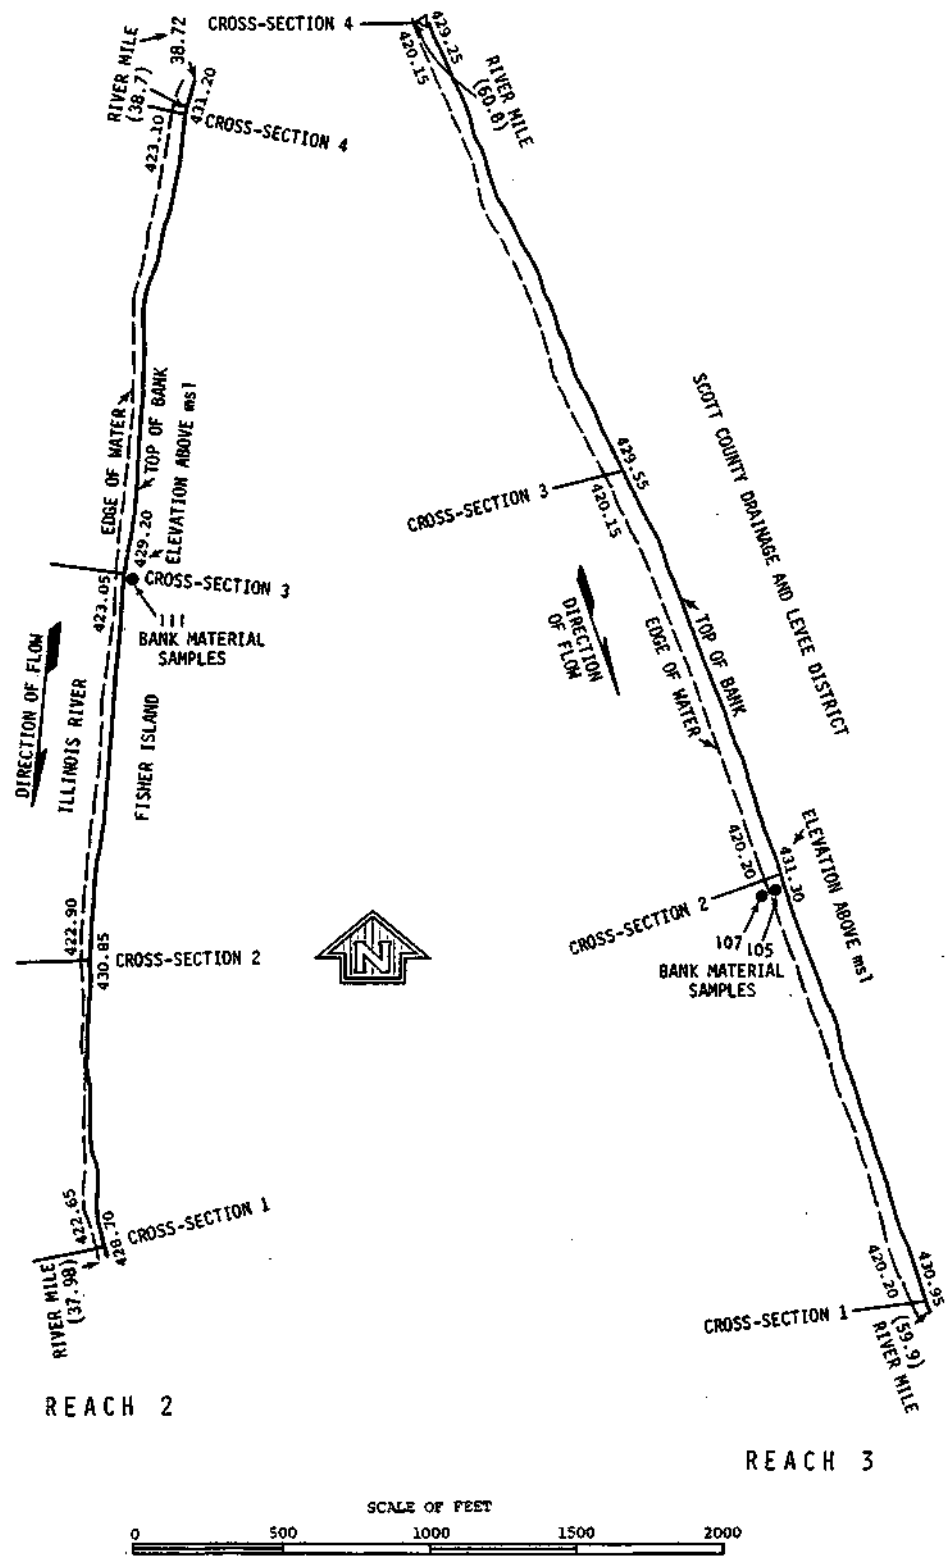 CROSS-SECTION 4
429.25
420.15
RIVER MILE
(60.8)
RIVER MILE
(38.7)
38.72
431.20
423.10
CROSS-SECTION 4
EDGE OF WATER
TOP OF BANK
ELEVATION ABOVE msl
429.20
423.05
CROSS-SECTION 3
111
BANK MATERIAL
SAMPLES
DIRECTION OF FLOW
ILLINOIS RIVER
FISHER ISLAND
422.90
430.85
CROSS-SECTION 2
422.65
428.70
CROSS-SECTION 1
RIVER MILE
(37.98)
REACH 2
N
SCOTT COUNTY DRAINAGE AND LEVEE DISTRICT
429.55
420.15
CROSS-SECTION 3
DIRECTION
OF FLOW
TOP OF BANK
EDGE OF WATER
420.20
431.30
ELEVATION ABOVE msl
CROSS-SECTION 2
107
105
BANK MATERIAL
SAMPLES
420.20
430.95
CROSS-SECTION 1
(59.9)
RIVER MILE
REACH 3
SCALE OF FEET
0 500 1000 1500 2000